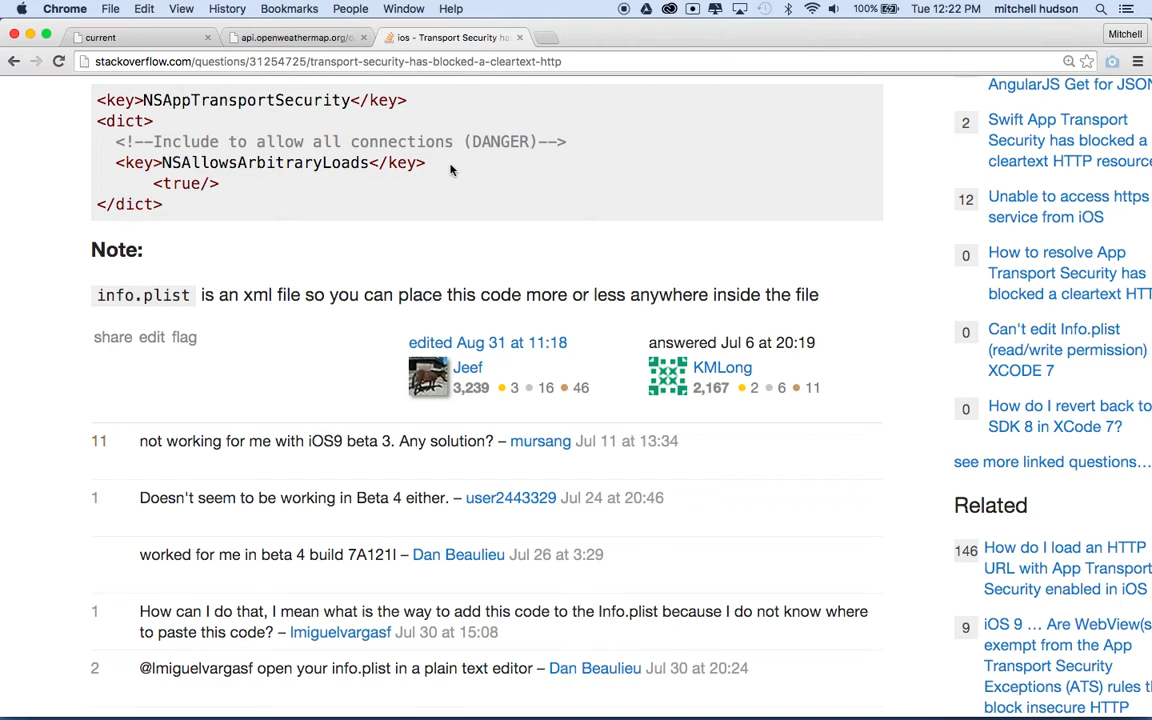 Chrome File Edit View History Bookmarks People Window Help 100% Tue 12:22 PM mitchell hudson
current
api.openweathermap.org/d
ios - Transport Security ha
Mitchell
stackoverflow.com/questions/31254725/transport-security-has-blocked-a-cleartext-http
<key>NSAppTransportSecurity</key>
<dict>
<!--Include to allow all connections (DANGER)-->
<key>NSAllowsArbitraryLoads</key>
<true/>
</dict>
Note:
info.plist is an xml file so you can place this code more or less anywhere inside the file
share edit flag
edited Aug 31 at 11:18
Jeef
3,239 3 16 46
answered Jul 6 at 20:19
KMLong
2,167 2 6 11
11 not working for me with iOS9 beta 3. Any solution? – mursang Jul 11 at 13:34
1 Doesn't seem to be working in Beta 4 either. – user2443329 Jul 24 at 20:46
worked for me in beta 4 build 7A121l – Dan Beaulieu Jul 26 at 3:29
1 How can I do that, I mean what is the way to add this code to the Info.plist because I do not know where
to paste this code? – lmiguelvargasf Jul 30 at 15:08
2 @lmiguelvargasf open your info.plist in a plain text editor – Dan Beaulieu Jul 30 at 20:24
AngularJS Get for JSON
2 Swift App Transport
Security has blocked a
cleartext HTTP resource
12 Unable to access https
service from iOS
0 How to resolve App
Transport Security has
blocked a cleartext HTT
0 Can't edit Info.plist
(read/write permission)
XCODE 7
0 How do I revert back to
SDK 8 in XCode 7?
see more linked questions…
Related
146 How do I load an HTTP
URL with App Transport
Security enabled in iOS
9 iOS 9 ... Are WebView(s
exempt from the App
Transport Security
Exceptions (ATS) rules t
block insecure HTTP